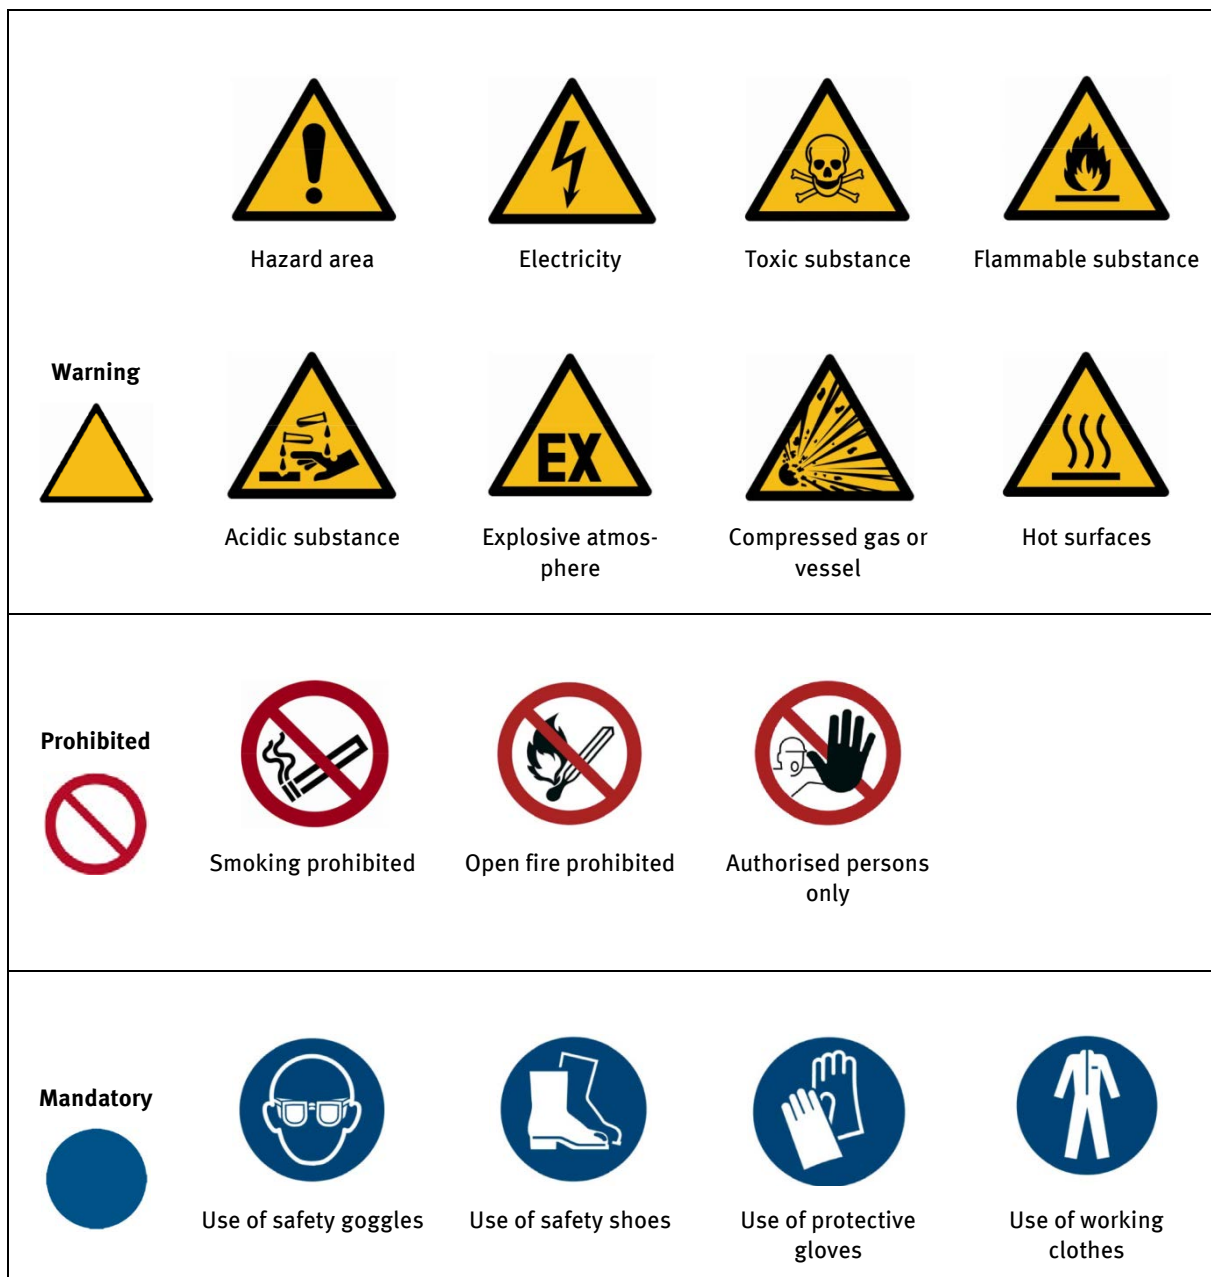 Hazard area
Electricity
Toxic substance
Flammable substance
Warning
EX
Acidic substance
Explosive atmos-
phere
Compressed gas or
vessel
Hot surfaces
Prohibited
Smoking prohibited
Open fire prohibited
Authorised persons
only
Mandatory
Use of safety goggles
Use of safety shoes
Use of protective
gloves
Use of working
clothes